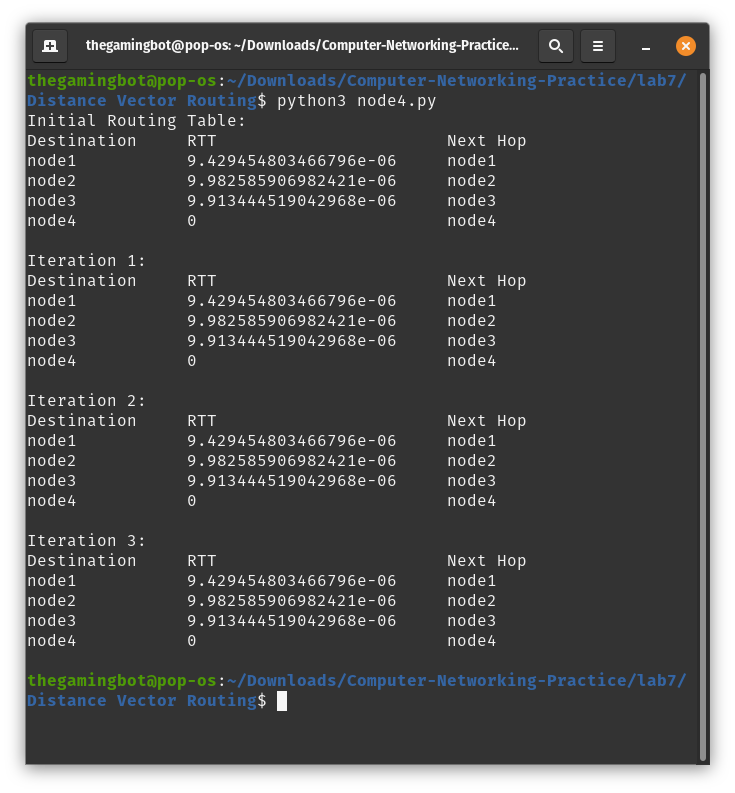 thegamingbot@pop-os: ~/Downloads/Computer-Networking-Practice...
thegamingbot@pop-os:~/Downloads/Computer-Networking-Practice/lab7/
Distance Vector Routing$ python3 node4.py
Initial Routing Table:
Destination     RTT                       Next Hop
node1           9.429454803466796e-06     node1
node2           9.982585906982421e-06     node2
node3           9.913444519042968e-06     node3
node4           0                         node4

Iteration 1:
Destination     RTT                       Next Hop
node1           9.429454803466796e-06     node1
node2           9.982585906982421e-06     node2
node3           9.913444519042968e-06     node3
node4           0                         node4

Iteration 2:
Destination     RTT                       Next Hop
node1           9.429454803466796e-06     node1
node2           9.982585906982421e-06     node2
node3           9.913444519042968e-06     node3
node4           0                         node4

Iteration 3:
Destination     RTT                       Next Hop
node1           9.429454803466796e-06     node1
node2           9.982585906982421e-06     node2
node3           9.913444519042968e-06     node3
node4           0                         node4

thegamingbot@pop-os:~/Downloads/Computer-Networking-Practice/lab7/
Distance Vector Routing$